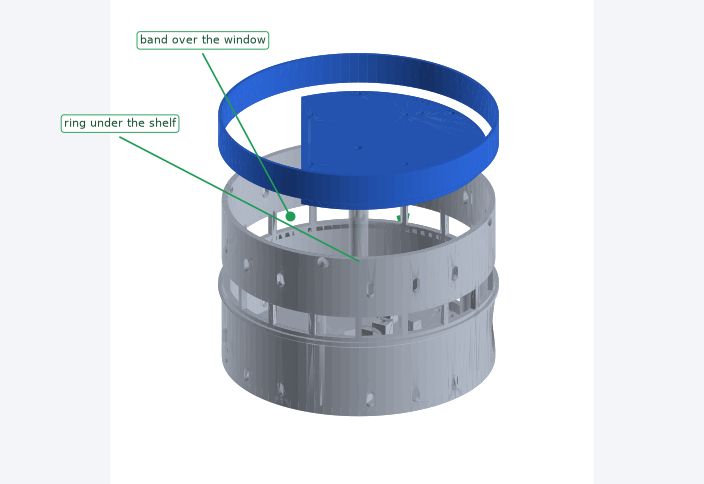 band over the window
ring under the shelf